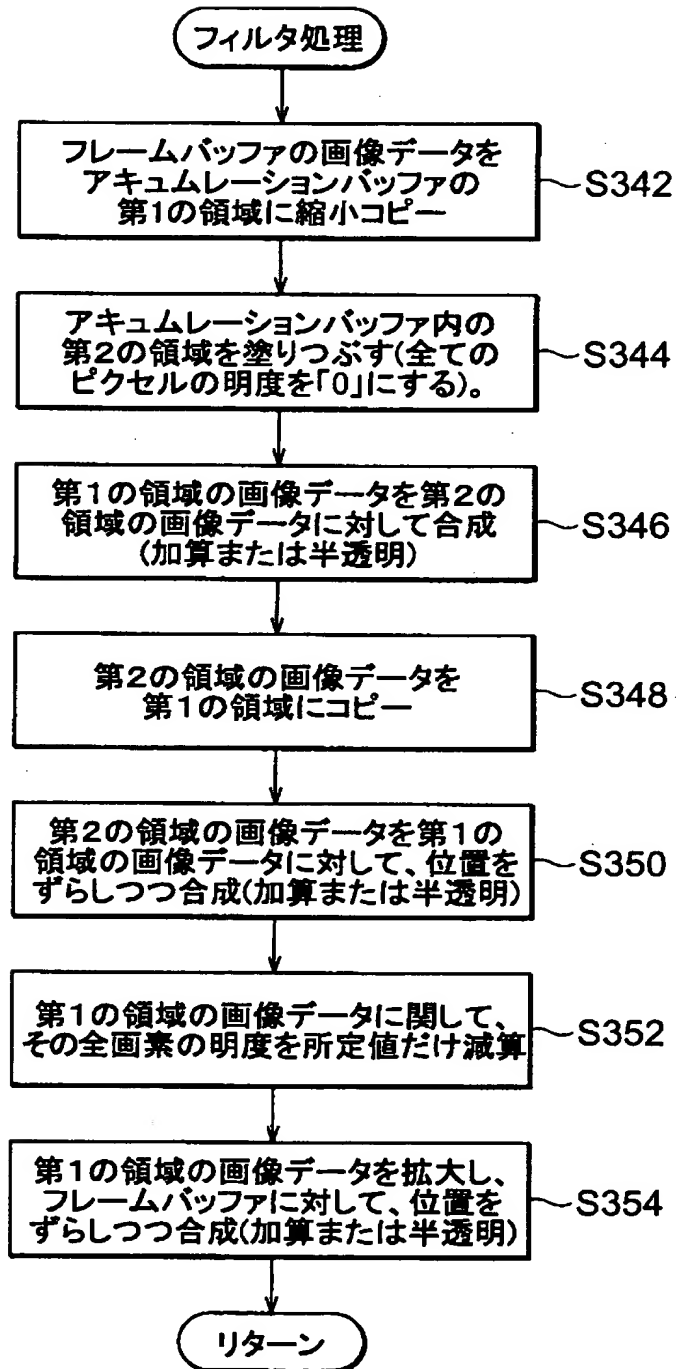 フィルタ処理
フレームバッファの画像データを
アキュムレーションバッファの
第1の領域に縮小コピー
S342
アキュムレーションバッファ内の
第2の領域を塗りつぶす(全ての
ピクセルの明度を「0」にする)。
S344
第1の領域の画像データを第2の
領域の画像データに対して合成
(加算または半透明)
S346
第2の領域の画像データを
第1の領域にコピー
S348
第2の領域の画像データを第1の
領域の画像データに対して、位置を
ずらしつつ合成(加算または半透明)
S350
第1の領域の画像データに関して、
その全画素の明度を所定値だけ減算
S352
第1の領域の画像データを拡大し、
フレームバッファに対して、位置を
ずらしつつ合成(加算または半透明)
S354
リターン